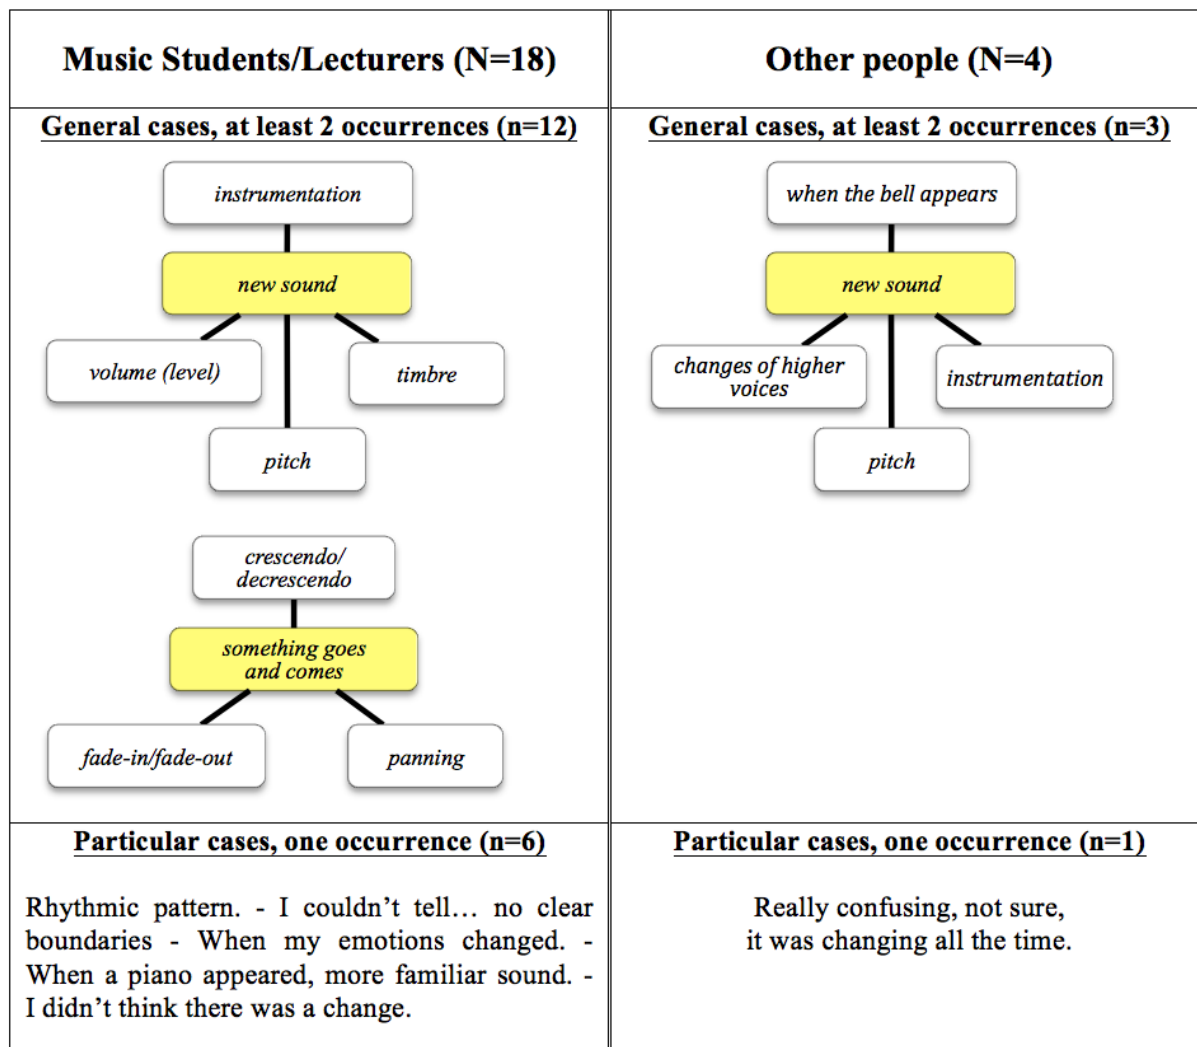 Music Students/Lecturers (N=18)
General cases, at least 2 occurrences (n=12)
instrumentation
new sound
volume (level)
timbre
pitch
crescendo/
decrescendo
something goes
and comes
fade-in/fade-out
panning
Particular cases, one occurrence (n=6)
Rhythmic pattern. - I couldn’t tell… no clear
boundaries - When my emotions changed. -
When a piano appeared, more familiar sound. -
I didn’t think there was a change.
Other people (N=4)
General cases, at least 2 occurrences (n=3)
when the bell appears
new sound
changes of higher
voices
instrumentation
pitch
Particular cases, one occurrence (n=1)
Really confusing, not sure,
it was changing all the time.